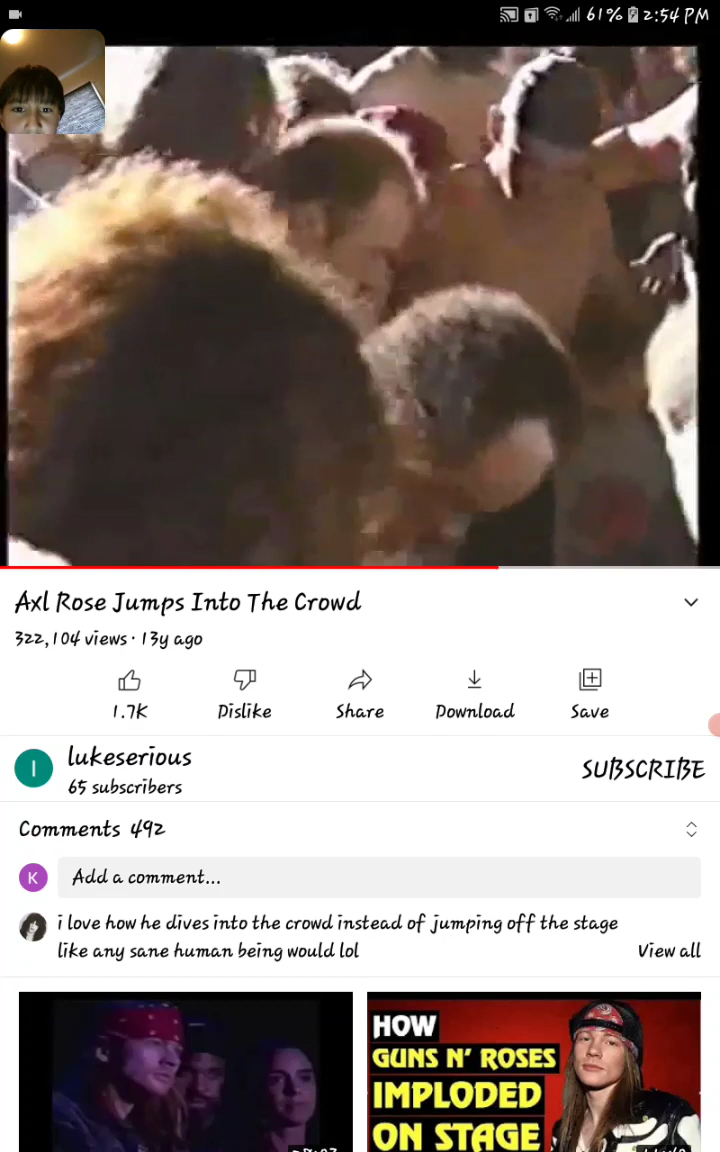 61% 2:54 PM
Axl Rose Jumps Into The Crowd
322,104 views · 13y ago
1.7K Dislike Share Download Save
l
lukeserious
65 subscribers
SUBSCRIBE
Comments 492
K
Add a comment...
i love how he dives into the crowd instead of jumping off the stage
like any sane human being would lol
View all
HOW
GUNS N' ROSES
IMPLODED
ON STAGE